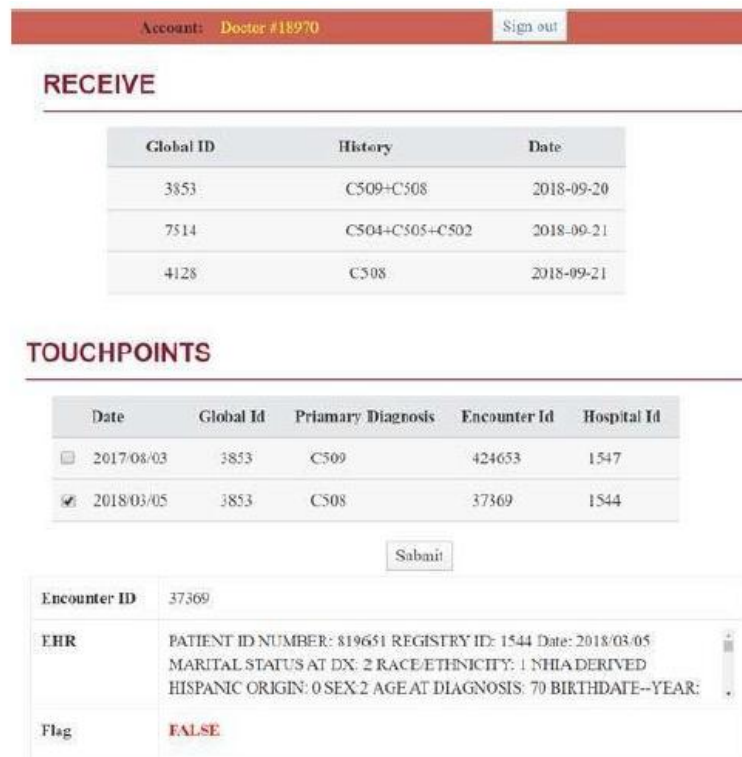 Account: Doctor #18970 Sign out
RECEIVE
Global ID History Date
3853 C509+C508 2018-09-20
7514 C504+C505+C502 2018-09-21
4128 C508 2018-09-21
TOUCHPOINTS
Date Global Id Priamary Diagnosis Encounter Id Hospital Id
2017/08/03 3853 C509 424653 1547
2018/03/05 3853 C508 37369 1544
Submit
Encounter ID 37369
EHR PATIENT ID NUMBER: 819651 REGISTRY ID: 1544 Date: 2018/03/05
MARITAL STATUS AT DX: 2 RACE/ETHNICITY: 1 NHIA DERIVED
HISPANIC ORIGIN: 0 SEX:2 AGE AT DIAGNOSIS: 70 BIRTHDATE--YEAR:
Flag FALSE